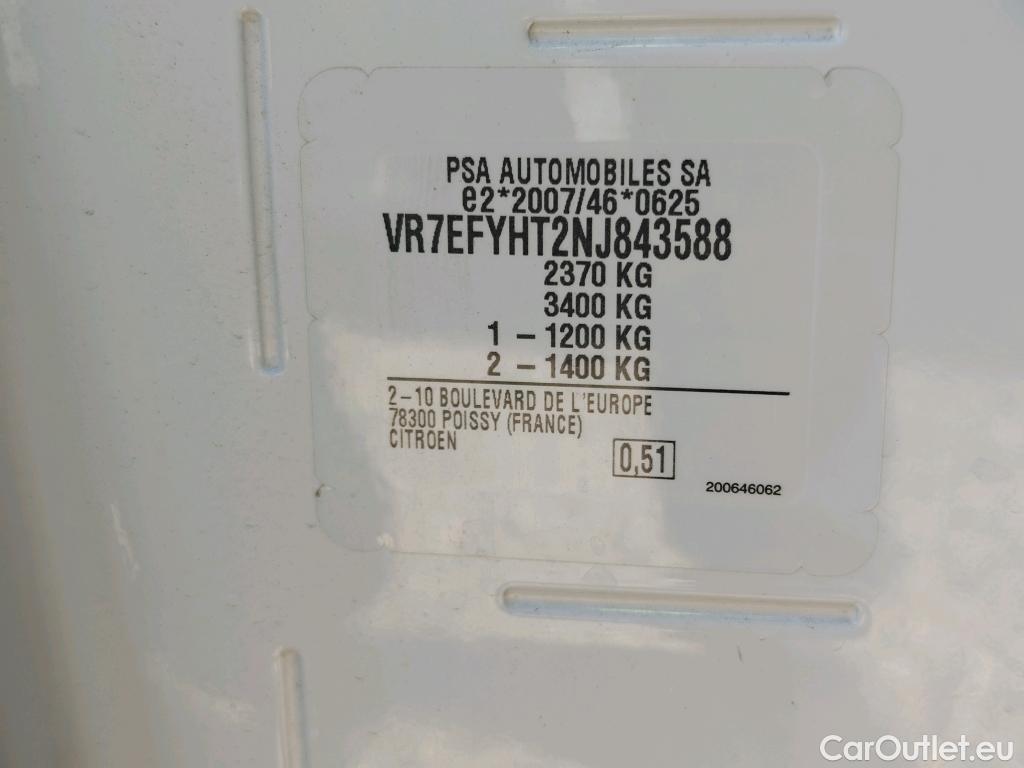 PSA AUTOMOBILES SA
e2*2007/46*0625
VR7EFYHT2NJ843588
2370 KG
3400 KG
1 – 1200 KG
2 – 1400 KG
2–10 BOULEVARD DE L'EUROPE
78300 POISSY (FRANCE)
CITROEN
0,51
200646062
CarOutlet.eu